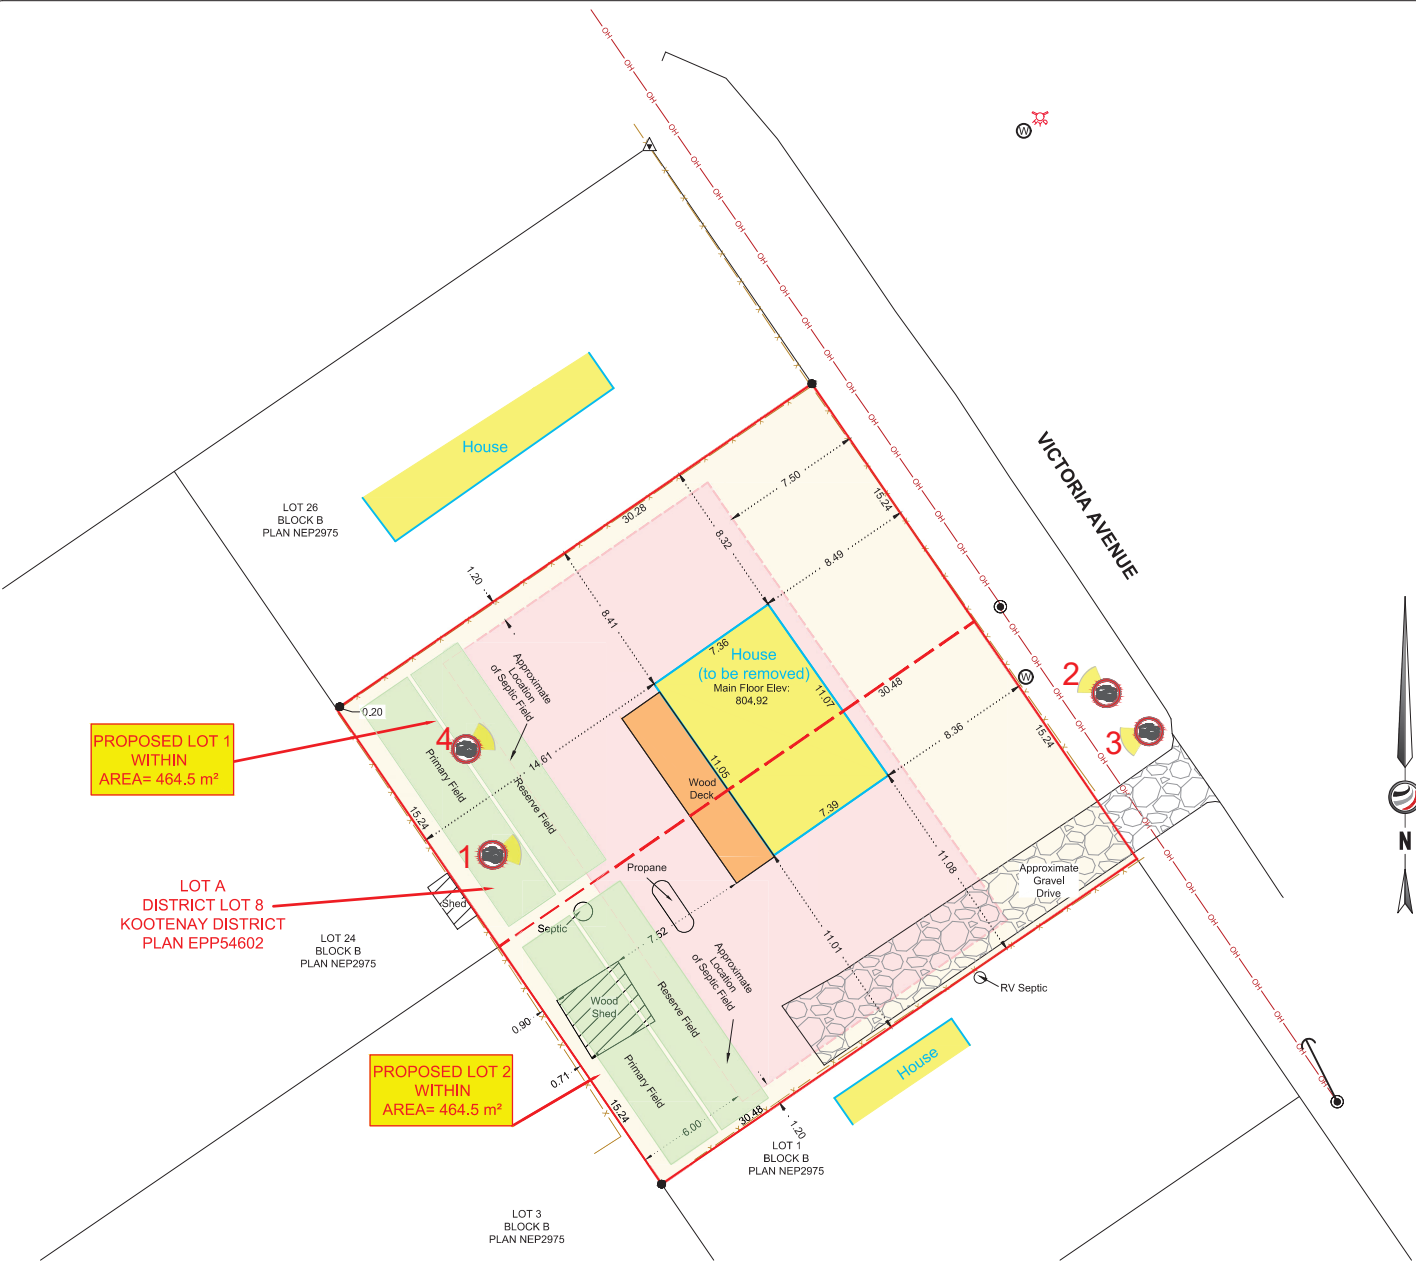 VICTORIA AVENUE
W
House
LOT 26
BLOCK B
PLAN NEP2975
7.50
15.24
30.28
8.32
8.49
1.20
8.41
7.36
House
(to be removed)
Main Floor Elev:
804.92
11.07
30.48
Approximate
Location
of Septic Field
W
2
3
0.20
PROPOSED LOT 1
WITHIN
AREA= 464.5 m²
4
Primary Field
14.61
Reserve Field
11.05
Wood
Deck
8.36
15.24
7.39
15.24
1
N
LOT A
DISTRICT LOT 8
KOOTENAY DISTRICT
PLAN EPP54602
Shed
Propane
11.08
Approximate
Gravel
Drive
Septic
7.52
11.01
LOT 24
BLOCK B
PLAN NEP2975
Approximate
Location
of Septic Field
RV Septic
Wood
Shed
Reserve Field
0.90
House
PROPOSED LOT 2
WITHIN
AREA= 464.5 m²
0.71
Primary Field
15.24
6.00
30.48
1.20
LOT 1
BLOCK B
PLAN NEP2975
LOT 3
BLOCK B
PLAN NEP2975
OH